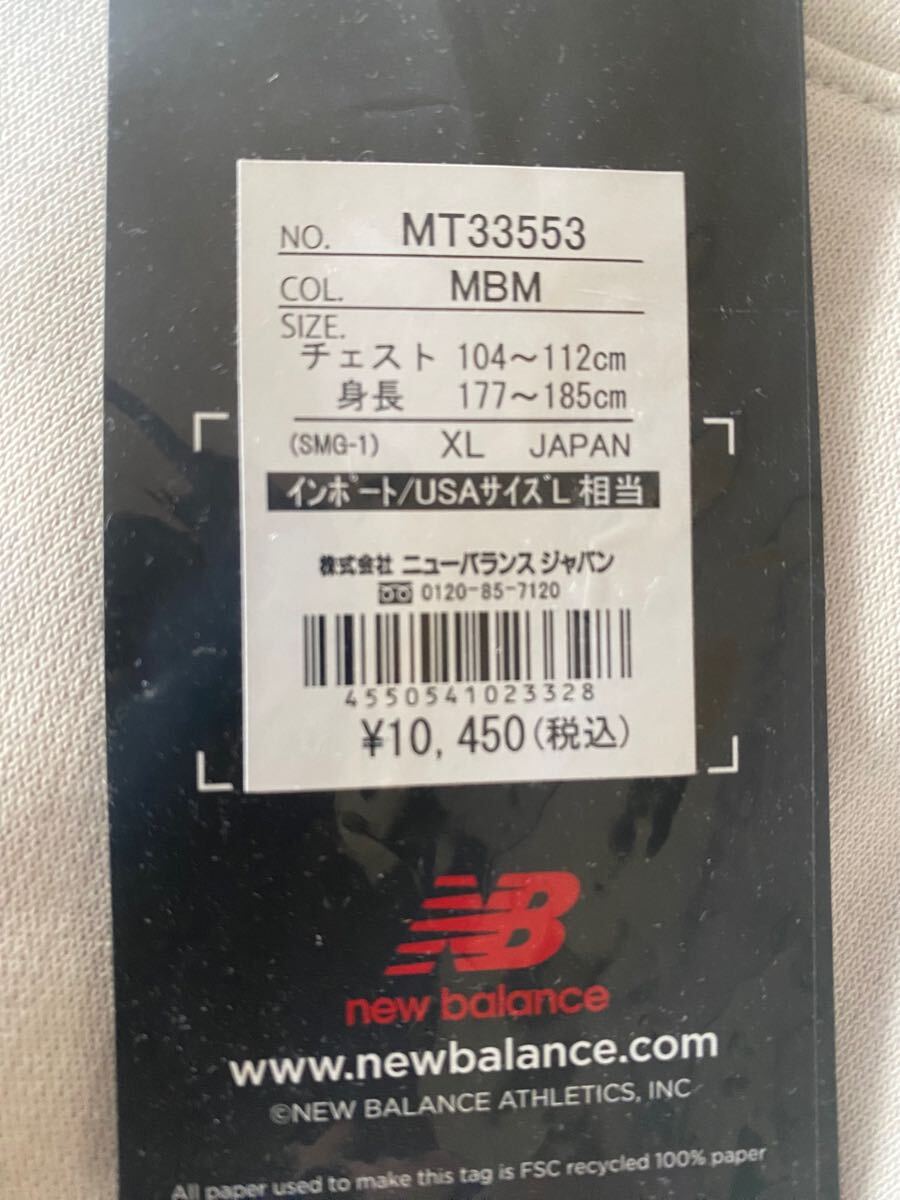 NO. MT33553
COL. MBM
SIZE.
チェスト 104～112cm
身長 177～185cm
(SMG-1) XL JAPAN
インポート/USAサイズL相当
株式会社 ニューバランス ジャパン
0120-85-7120
4550541023328
¥10,450(税込)
NB
new balance
www.newbalance.com
©NEW BALANCE ATHLETICS, INC
All paper used to make this tag is FSC recycled 100% paper